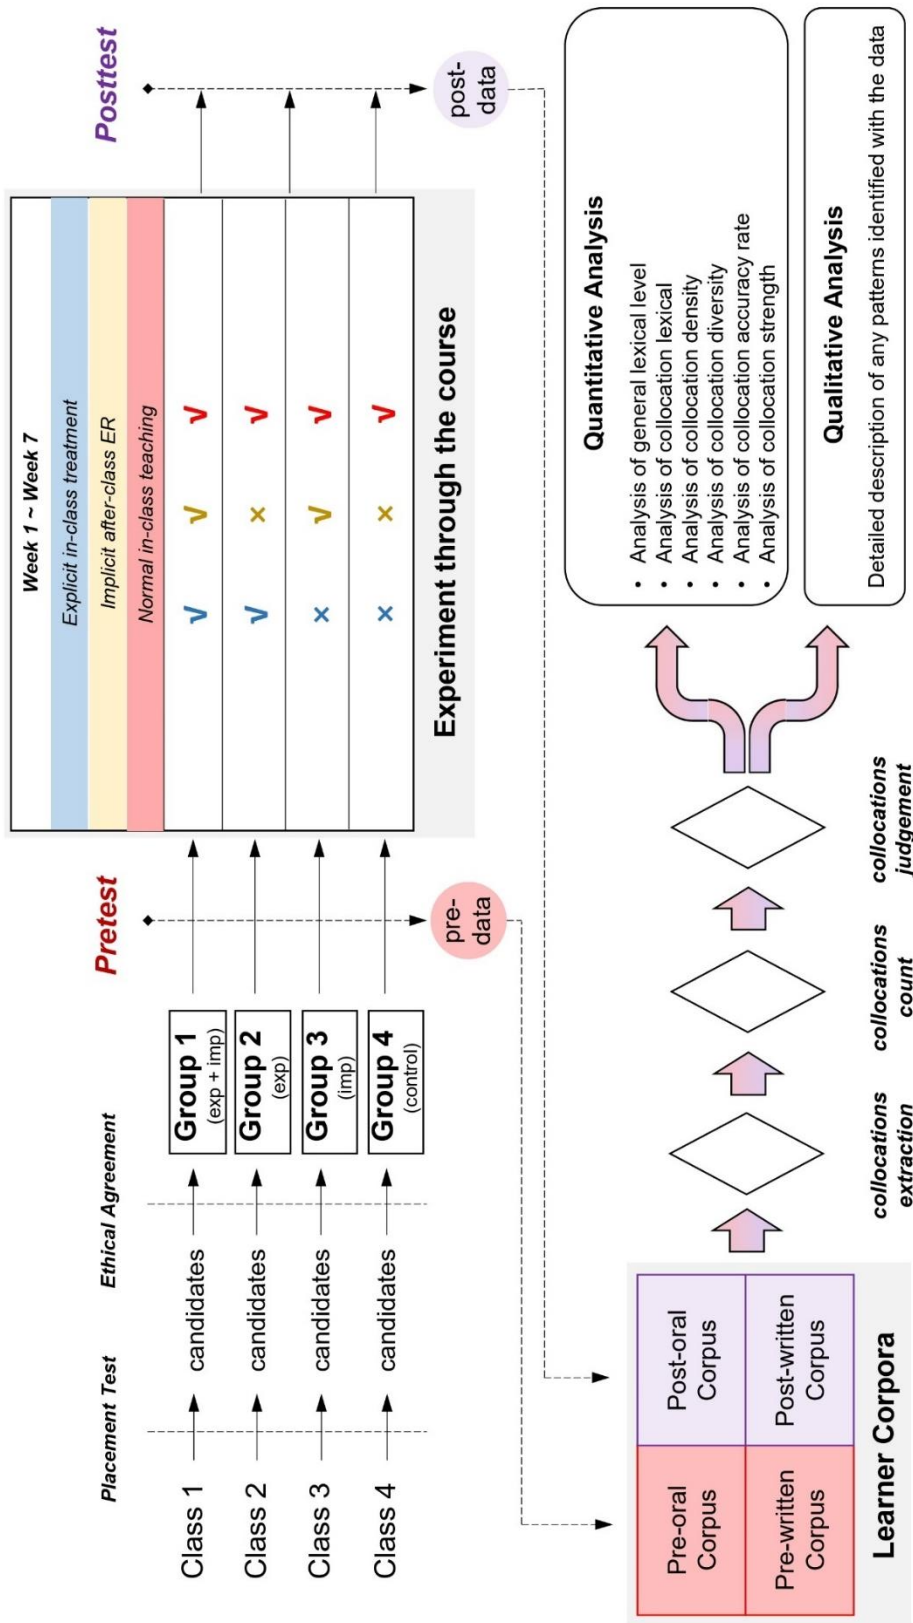 Placement Test
Ethical Agreement
Pretest
Posttest
Class 1
candidates
Group 1
(exp + imp)
Class 2
candidates
Group 2
(exp)
Class 3
candidates
Group 3
(imp)
Class 4
candidates
Group 4
(control)
Week 1 ~ Week 7
Explicit in-class treatment
Implicit after-class ER
Normal in-class teaching
√ √ √
√ × √
× √ √
× × √
Experiment through the course
pre-
data
post-
data
Pre-oral
Corpus
Post-oral
Corpus
Pre-written
Corpus
Post-written
Corpus
Learner Corpora
collocations
extraction
collocations
count
collocations
judgement
Quantitative Analysis
• Analysis of general lexical level
• Analysis of collocation lexical
• Analysis of collocation density
• Analysis of collocation diversity
• Analysis of collocation accuracy rate
• Analysis of collocation strength
Qualitative Analysis
Detailed description of any patterns identified with the data